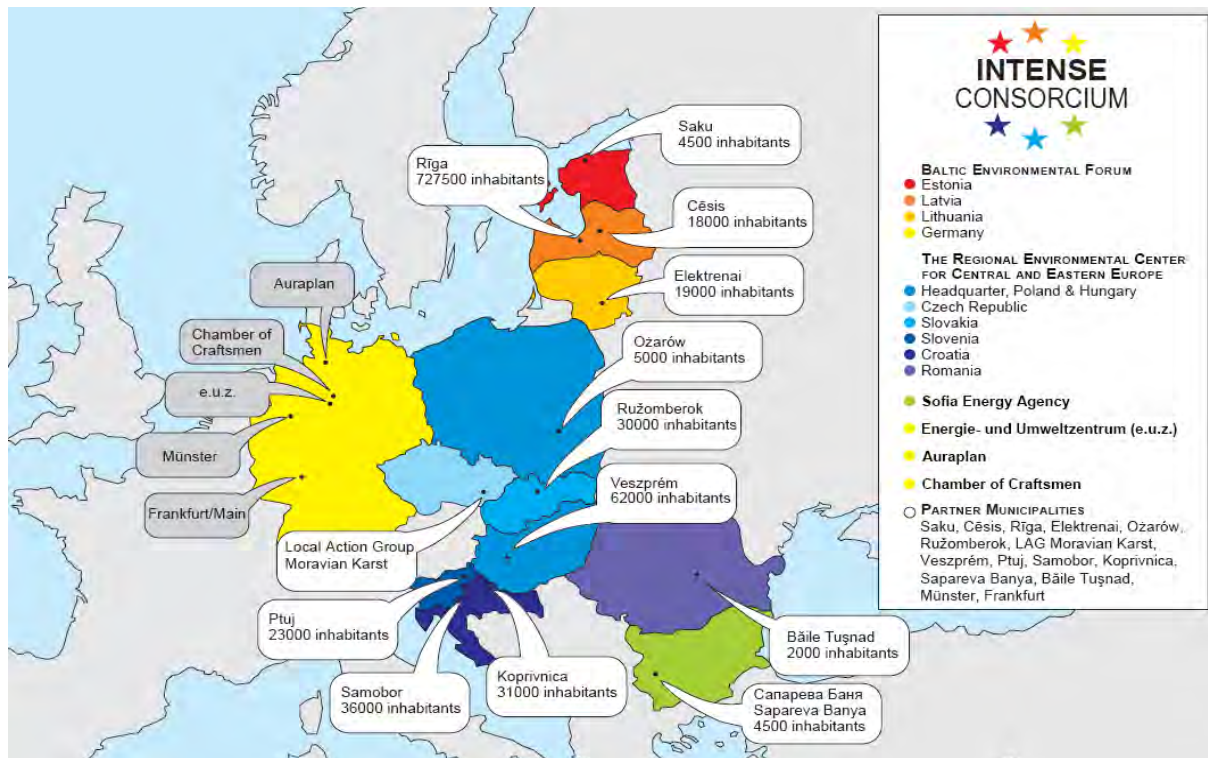 INTENSE
CONSORCIUM
BALTIC ENVIRONMENTAL FORUM
Estonia
Latvia
Lithuania
Germany
THE REGIONAL ENVIRONMENTAL CENTER
FOR CENTRAL AND EASTERN EUROPE
Headquarter, Poland & Hungary
Czech Republic
Slovakia
Slovenia
Croatia
Romania
Sofia Energy Agency
Energie- und Umweltzentrum (e.u.z.)
Auraplan
Chamber of Craftsmen
PARTNER MUNICIPALITIES
Saku, Cēsis, Rīga, Elektrenai, Ożarów,
Ružomberok, LAG Moravian Karst,
Veszprém, Ptuj, Samobor, Koprivnica,
Sapareva Banya, Băile Tuşnad,
Münster, Frankfurt
Saku
4500 inhabitants
Rīga
727500 inhabitants
Cēsis
18000 inhabitants
Elektrenai
19000 inhabitants
Auraplan
Chamber of
Craftsmen
e.u.z.
Münster
Frankfurt/Main
Ożarów
5000 inhabitants
Ružomberok
30000 inhabitants
Veszprém
62000 inhabitants
Local Action Group
Moravian Karst
Ptuj
23000 inhabitants
Samobor
36000 inhabitants
Koprivnica
31000 inhabitants
Băile Tuşnad
2000 inhabitants
Сапарева Баня
Sapareva Banya
4500 inhabitants